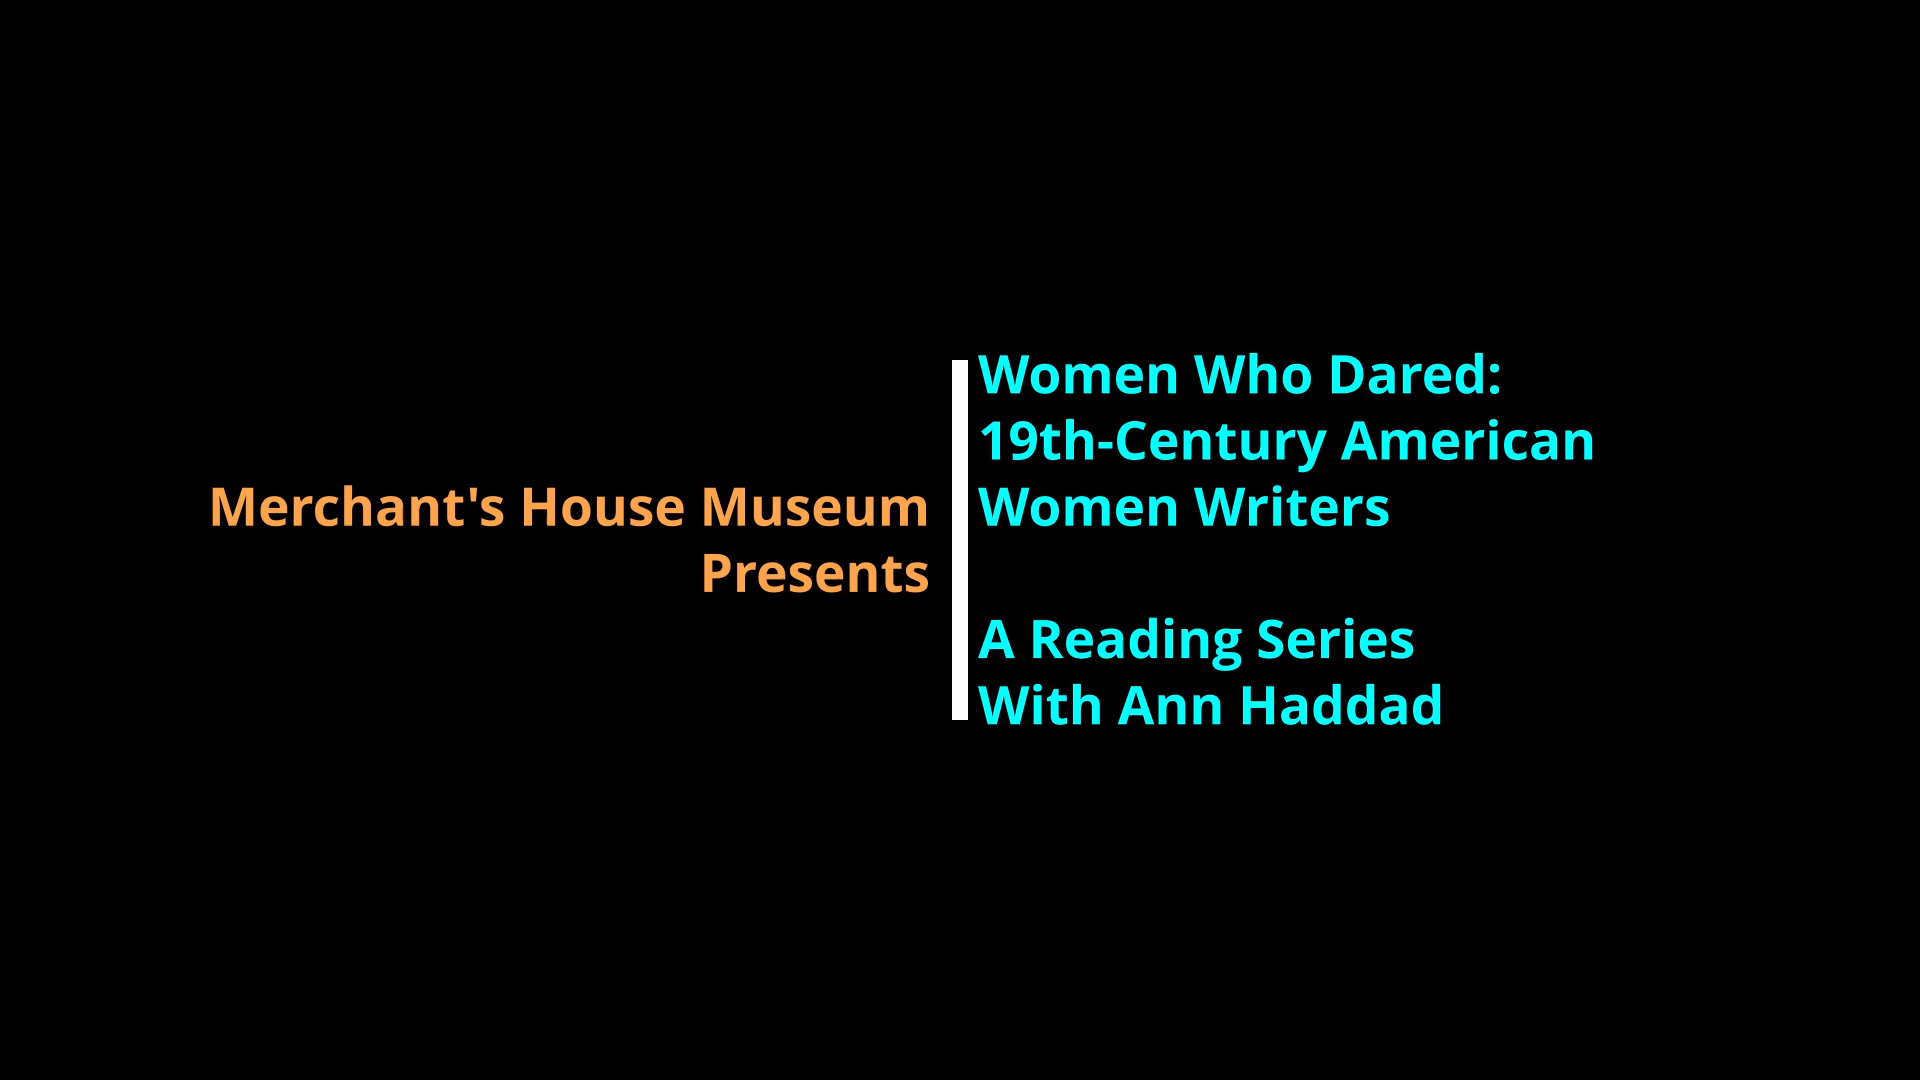 Merchant's House Museum
Presents
Women Who Dared:
19th-Century American
Women Writers
A Reading Series
With Ann Haddad